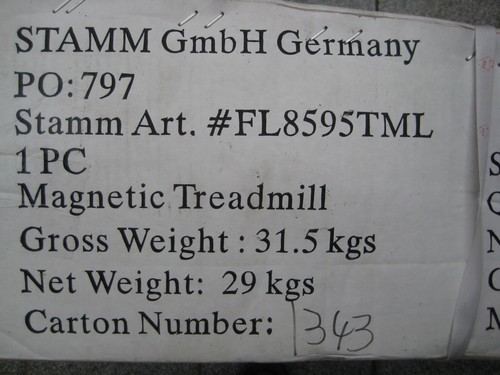 STAMM GmbH Germany
PO: 797
Stamm Art. #FL8595TML
1 PC
Magnetic Treadmill
Gross Weight : 31.5 kgs
Net Weight: 29 kgs
Carton Number: 1343